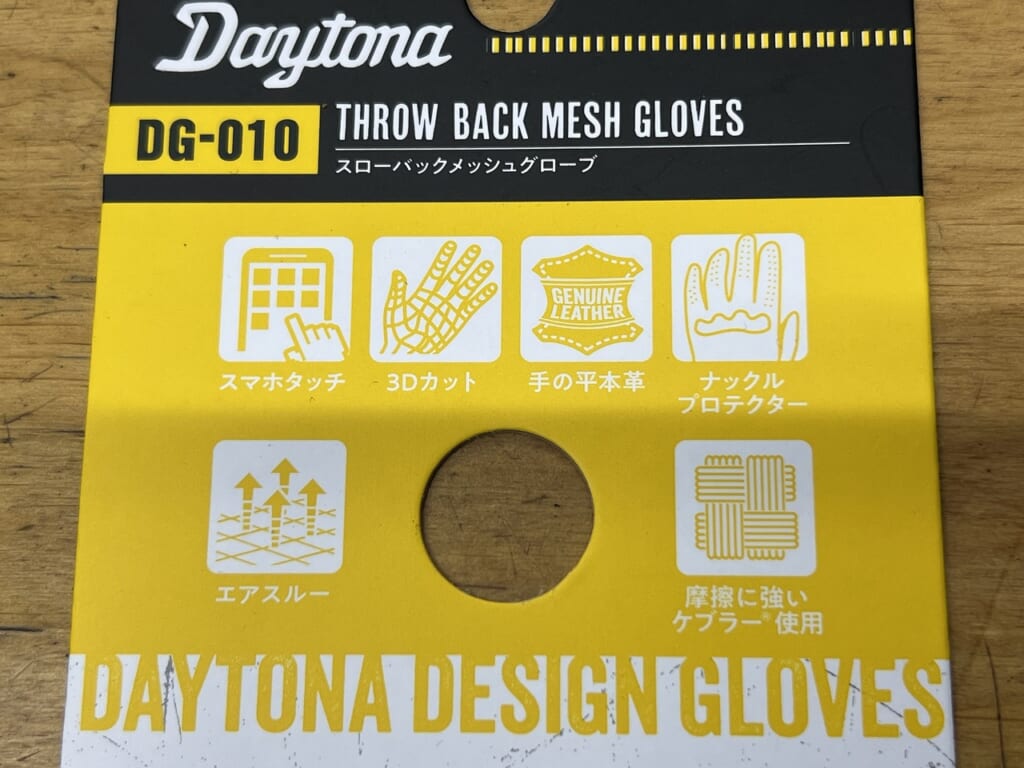 Daytona
DG-010
THROW BACK MESH GLOVES
スローバックメッシュグローブ
GENUINE
LEATHER
スマホタッチ
3Dカット
手の平本革
ナックル
プロテクター
エアスルー
摩擦に強い
ケブラー®使用
DAYTONA DESIGN GLOVES